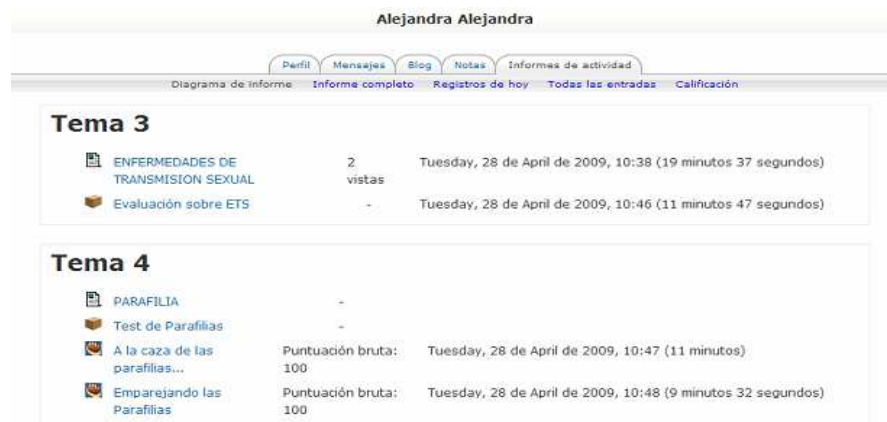 Alejandra Alejandra
Perfil Mensajes Blog Notas Informes de actividad
Diagrama de informe Informe completo Registros de hoy Todas las entradas Calificación
Tema 3
ENFERMEDADES DE TRANSMISION SEXUAL 2 vistas Tuesday, 28 de April de 2009, 10:38 (19 minutos 37 segundos)
Evaluación sobre ETS - Tuesday, 28 de April de 2009, 10:46 (11 minutos 47 segundos)
Tema 4
PARAFILIA -
Test de Parafilias -
A la caza de las parafilias... Puntuación bruta: 100 Tuesday, 28 de April de 2009, 10:47 (11 minutos)
Emparejando las Parafilias Puntuación bruta: 100 Tuesday, 28 de April de 2009, 10:48 (9 minutos 32 segundos)